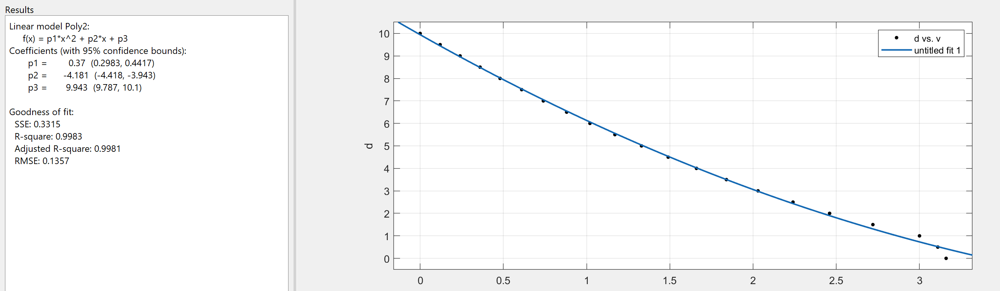 Results
Linear model Poly2:
f(x) = p1*x^2 + p2*x + p3
Coefficients (with 95% confidence bounds):
p1 = 0.37 (0.2983, 0.4417)
p2 = -4.181 (-4.418, -3.943)
p3 = 9.943 (9.787, 10.1)
Goodness of fit:
SSE: 0.3315
R-square: 0.9983
Adjusted R-square: 0.9981
RMSE: 0.1357
10
9
8
7
6
5
4
3
2
1
0
d
d vs. v
untitled fit 1
0 0.5 1 1.5 2 2.5 3